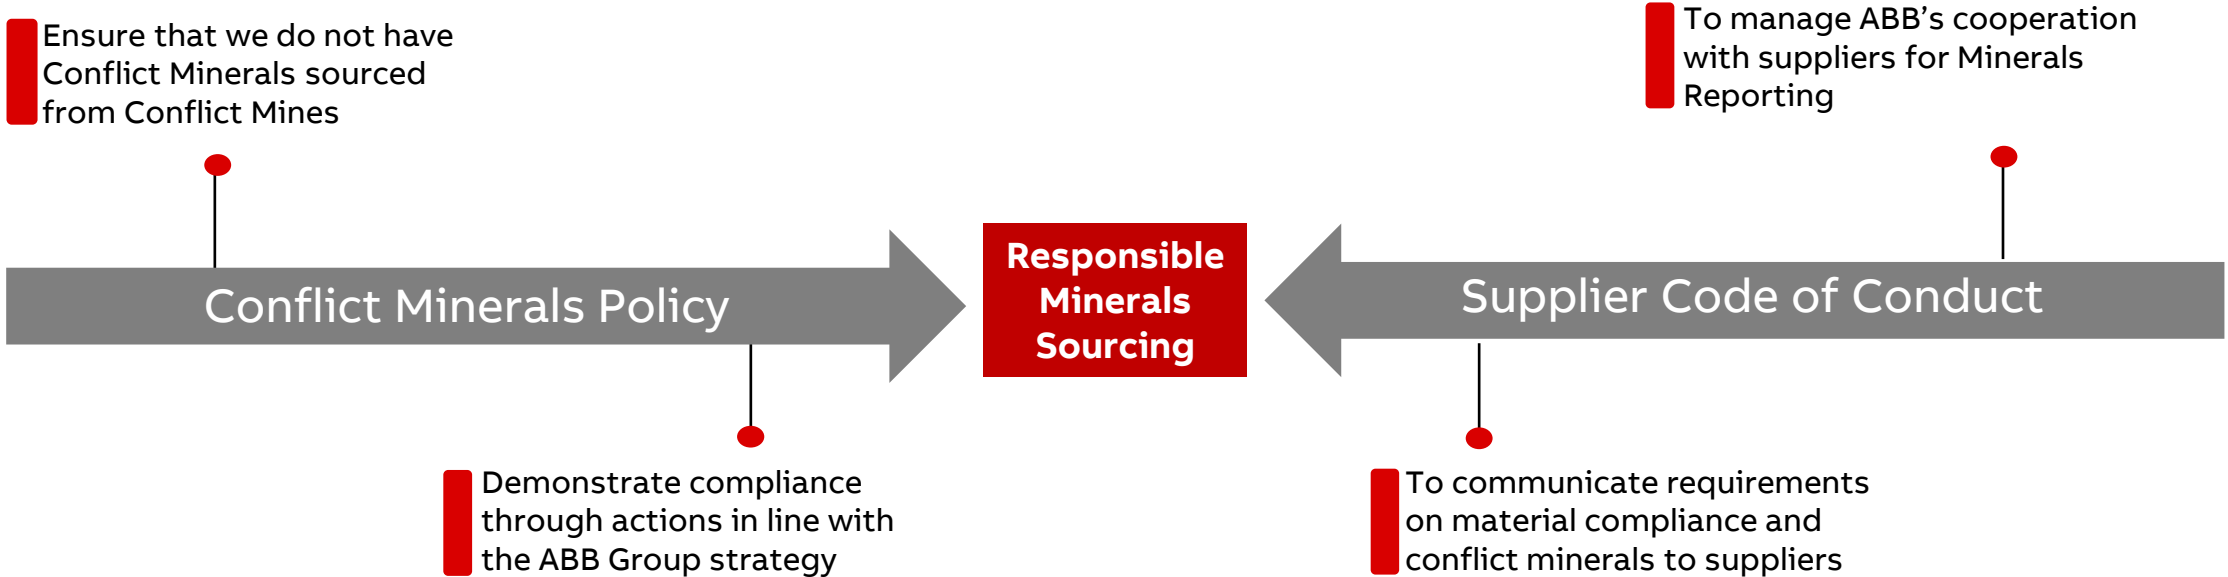 Ensure that we do not have
Conflict Minerals sourced
from Conflict Mines
To manage ABB’s cooperation
with suppliers for Minerals
Reporting
Conflict Minerals Policy
Responsible
Minerals
Sourcing
Supplier Code of Conduct
Demonstrate compliance
through actions in line with
the ABB Group strategy
To communicate requirements
on material compliance and
conflict minerals to suppliers